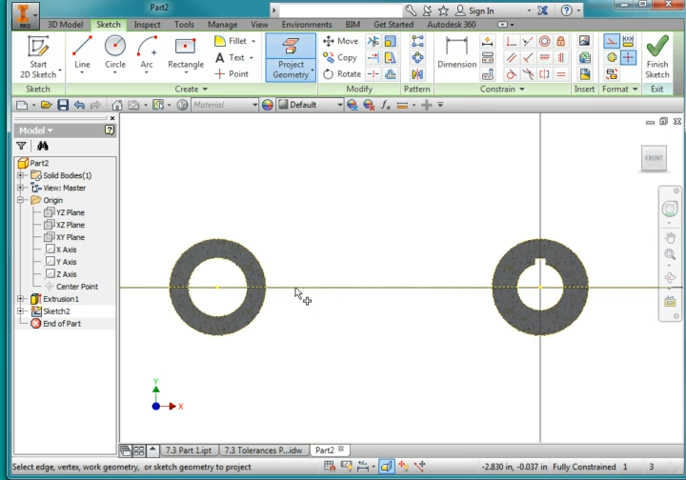 Part2
Sign In
PRO
3D Model Sketch Inspect Tools Manage View Environments BIM Get Started Autodesk 360
Start
2D Sketch
Line
Circle
Arc
Rectangle
Fillet
Text
Point
Project
Geometry
Move
Copy
Rotate
Dimension
Finish
Sketch
Sketch Create Modify Pattern Constrain Insert Format Exit
Material Default
Model
Part2
Solid Bodies(1)
View: Master
Origin
YZ Plane
XZ Plane
XY Plane
X Axis
Y Axis
Z Axis
Center Point
Extrusion1
Sketch2
End of Part
FRONT
Y
X
7.3 Part 1.ipt 7.3 Tolerances P...idw Part2
Select edge, vertex, work geometry, or sketch geometry to project -2.830 in, -0.037 in Fully Constrained 1 3